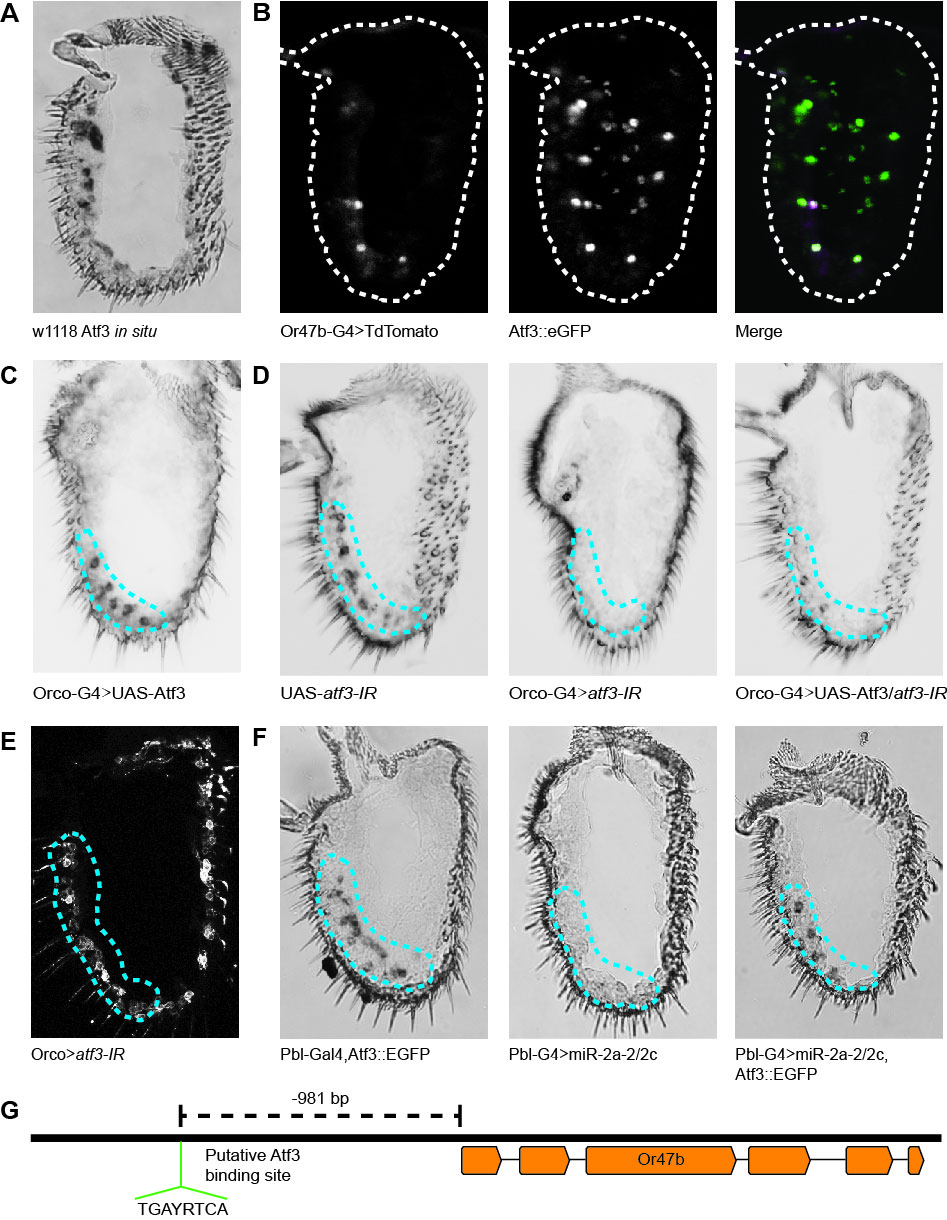 A
B
w1118 Atf3 in situ
Or47b-G4>TdTomato
Atf3::eGFP
Merge
C
D
Orco-G4>UAS-Atf3
UAS-atf3-IR
Orco-G4>atf3-IR
Orco-G4>UAS-Atf3/atf3-IR
E
F
Orco>atf3-IR
Pbl-Gal4,Atf3::EGFP
Pbl-G4>miR-2a-2/2c
Pbl-G4>miR-2a-2/2c,
Atf3::EGFP
G
-981 bp
Putative Atf3
binding site
Or47b
TGAYRTCA